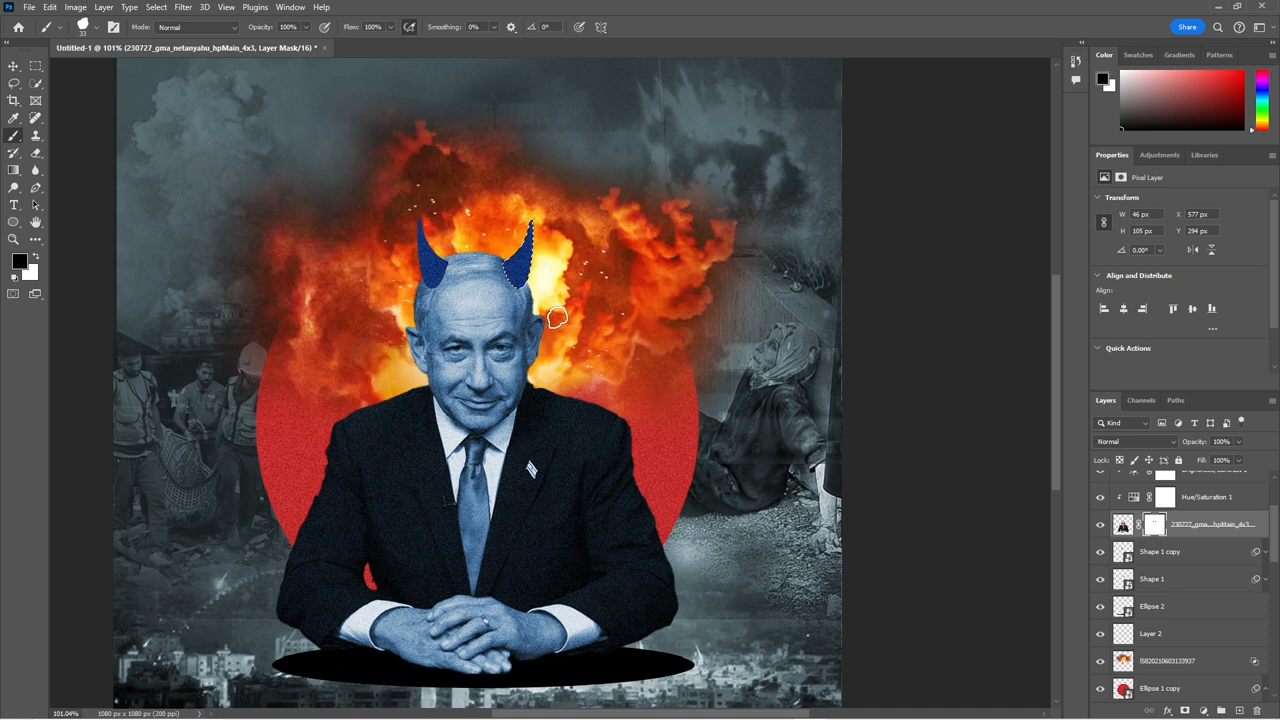 Ps File Edit Image Layer Type Select Filter 3D View Plugins Window Help
33 Mode: Normal Opacity: 100% Flow: 100% Smoothing: 0% 0° Share
Untitled-1 @ 101% (230727_gma_netanyahu_hpMain_4x3, Layer Mask/16) *
Color Swatches Gradients Patterns
Properties Adjustments Libraries
Pixel Layer
Transform
W 46 px X 577 px
H 105 px Y 294 px
0.00°
Align and Distribute
Align:
Quick Actions
Layers Channels Paths
Kind
Normal Opacity: 100%
Lock: Fill: 100%
Hue/Saturation 1
230727_gma...hpMain_4x3...
Shape 1 copy
Shape 1
Ellipse 2
Layer 2
Ellipse 1 copy
101.04% 1080 px x 1080 px (200 ppi)